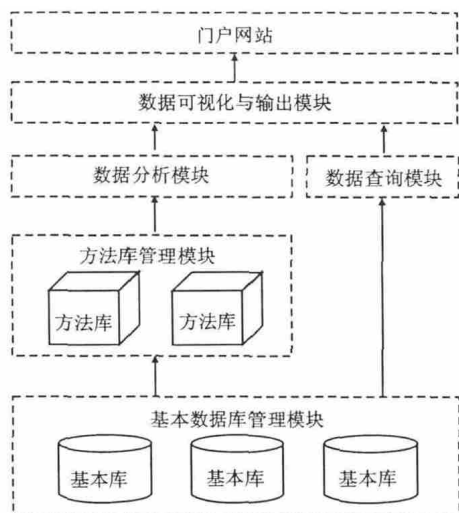 门户网站
数据可视化与输出模块
数据分析模块
数据查询模块
方法库管理模块
方法库
方法库
基本数据库管理模块
基本库
基本库
基本库